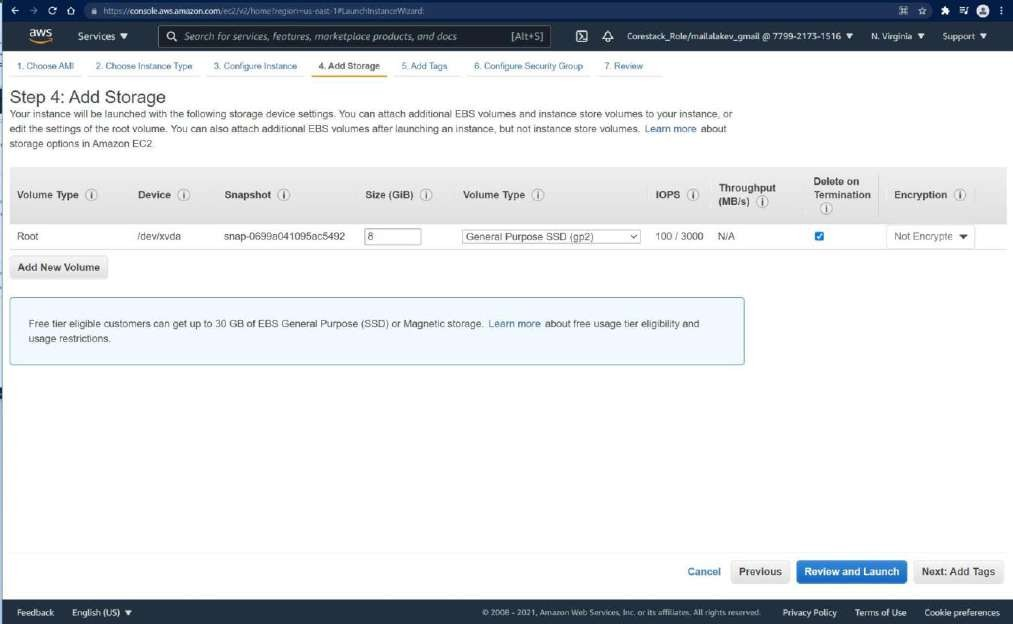 https://console.aws.amazon.com/ec2/v2/home?region=us-east-1#LaunchInstanceWizard:
aws Services Search for services, features, marketplace products, and docs [Alt+S] Corestack_Role/mail.alakev_gmail @ 7799-2173-1516 N. Virginia Support
1. Choose AMI 2. Choose Instance Type 3. Configure Instance 4. Add Storage 5. Add Tags 6. Configure Security Group 7. Review
Step 4: Add Storage
Your instance will be launched with the following storage device settings. You can attach additional EBS volumes and instance store volumes to your instance, or
edit the settings of the root volume. You can also attach additional EBS volumes after launching an instance, but not instance store volumes. Learn more about
storage options in Amazon EC2.
Volume Type Device Snapshot Size (GiB) Volume Type IOPS Throughput (MB/s) Delete on Termination Encryption
Root /dev/xvda snap-0699a041095ac5492 8 General Purpose SSD (gp2) 100 / 3000 N/A Not Encrypte
Add New Volume
Free tier eligible customers can get up to 30 GB of EBS General Purpose (SSD) or Magnetic storage. Learn more about free usage tier eligibility and
usage restrictions.
Cancel Previous Review and Launch Next: Add Tags
Feedback English (US) © 2008 - 2021, Amazon Web Services, Inc. or its affiliates. All rights reserved. Privacy Policy Terms of Use Cookie preferences